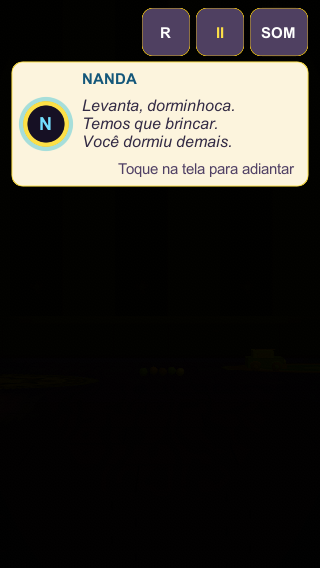 R
II
SOM
NANDA
N
Levanta, dorminhoca.
Temos que brincar.
Você dormiu demais.
Toque na tela para adiantar